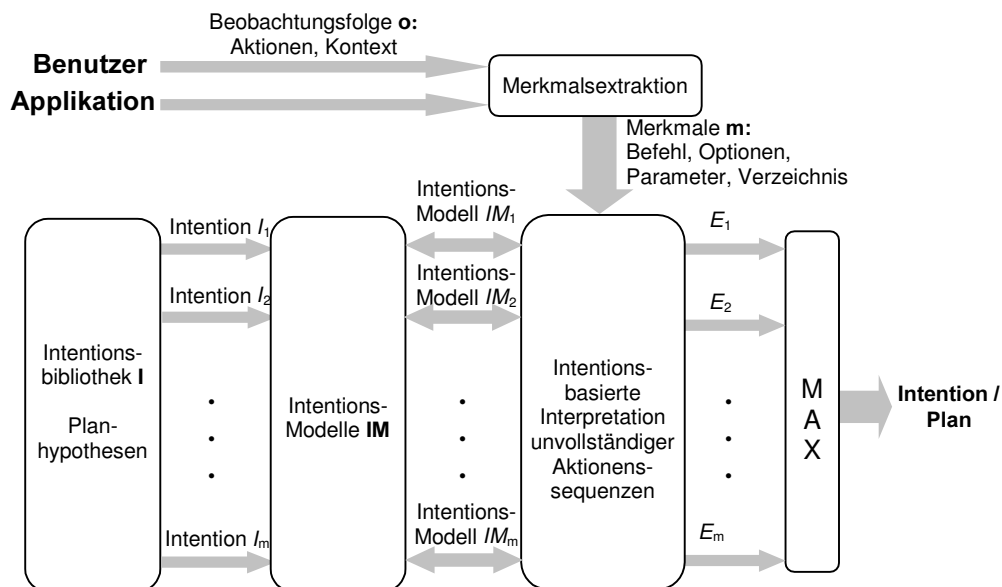 Beobachtungsfolge o:
Aktionen, Kontext
Benutzer
Applikation
Merkmalsextraktion
Merkmale m:
Befehl, Optionen,
Parameter, Verzeichnis
Intentions-
bibliothek I
Plan-
hypothesen
Intention I1
Intention I2
Intention Im
Intentions-
Modelle IM
Intentions-
Modell IM1
Intentions-
Modell IM2
Intentions-
Modell IMm
Intentions-
basierte
Interpretation
unvollständiger
Aktionens-
sequenzen
E1
E2
Em
M
A
X
Intention /
Plan